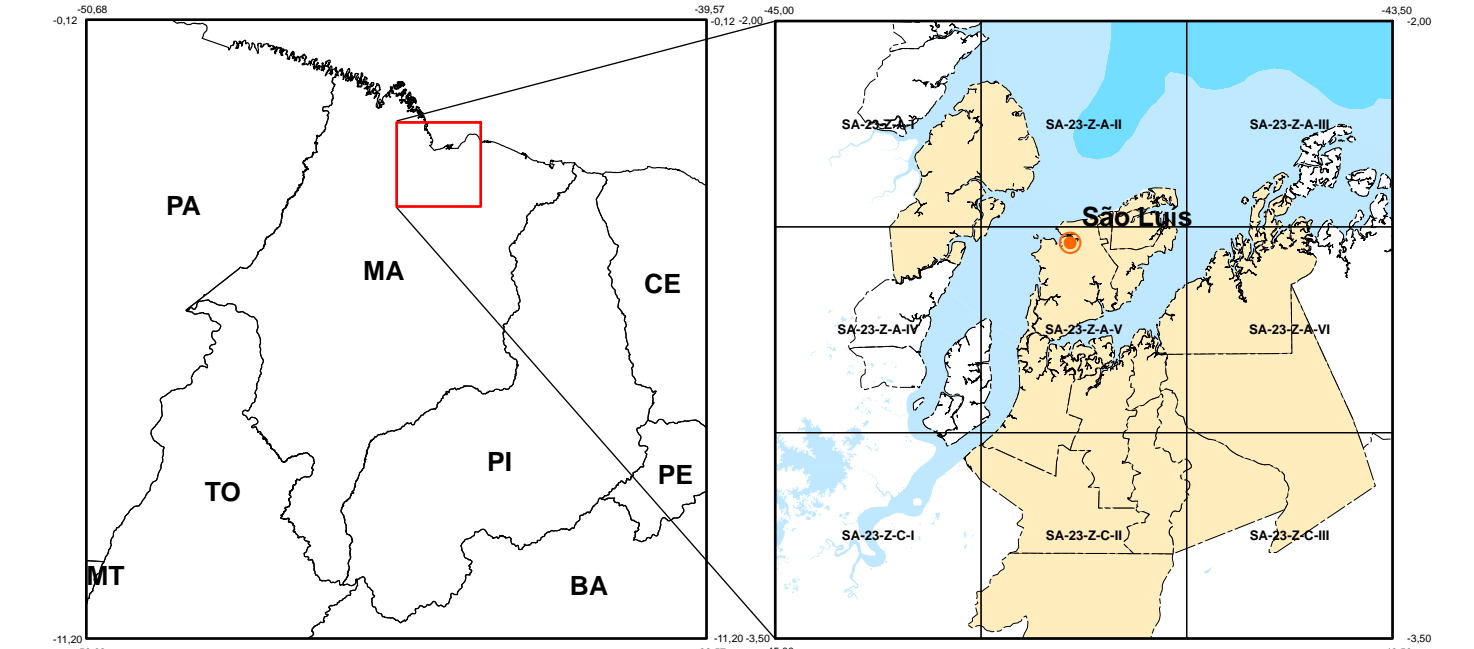 -50,68
-39,57
-0,12
-0,12
PA
MA
CE
PI
PE
TO
MT
BA
-11,20
-11,20
-45,00
-43,50
-2,00
-2,00
SA-23-Z-A-I
SA-23-Z-A-II
SA-23-Z-A-III
São Luis
SA-23-Z-A-IV
SA-23-Z-A-V
SA-23-Z-A-VI
SA-23-Z-C-I
SA-23-Z-C-II
SA-23-Z-C-III
-3,50
-3,50